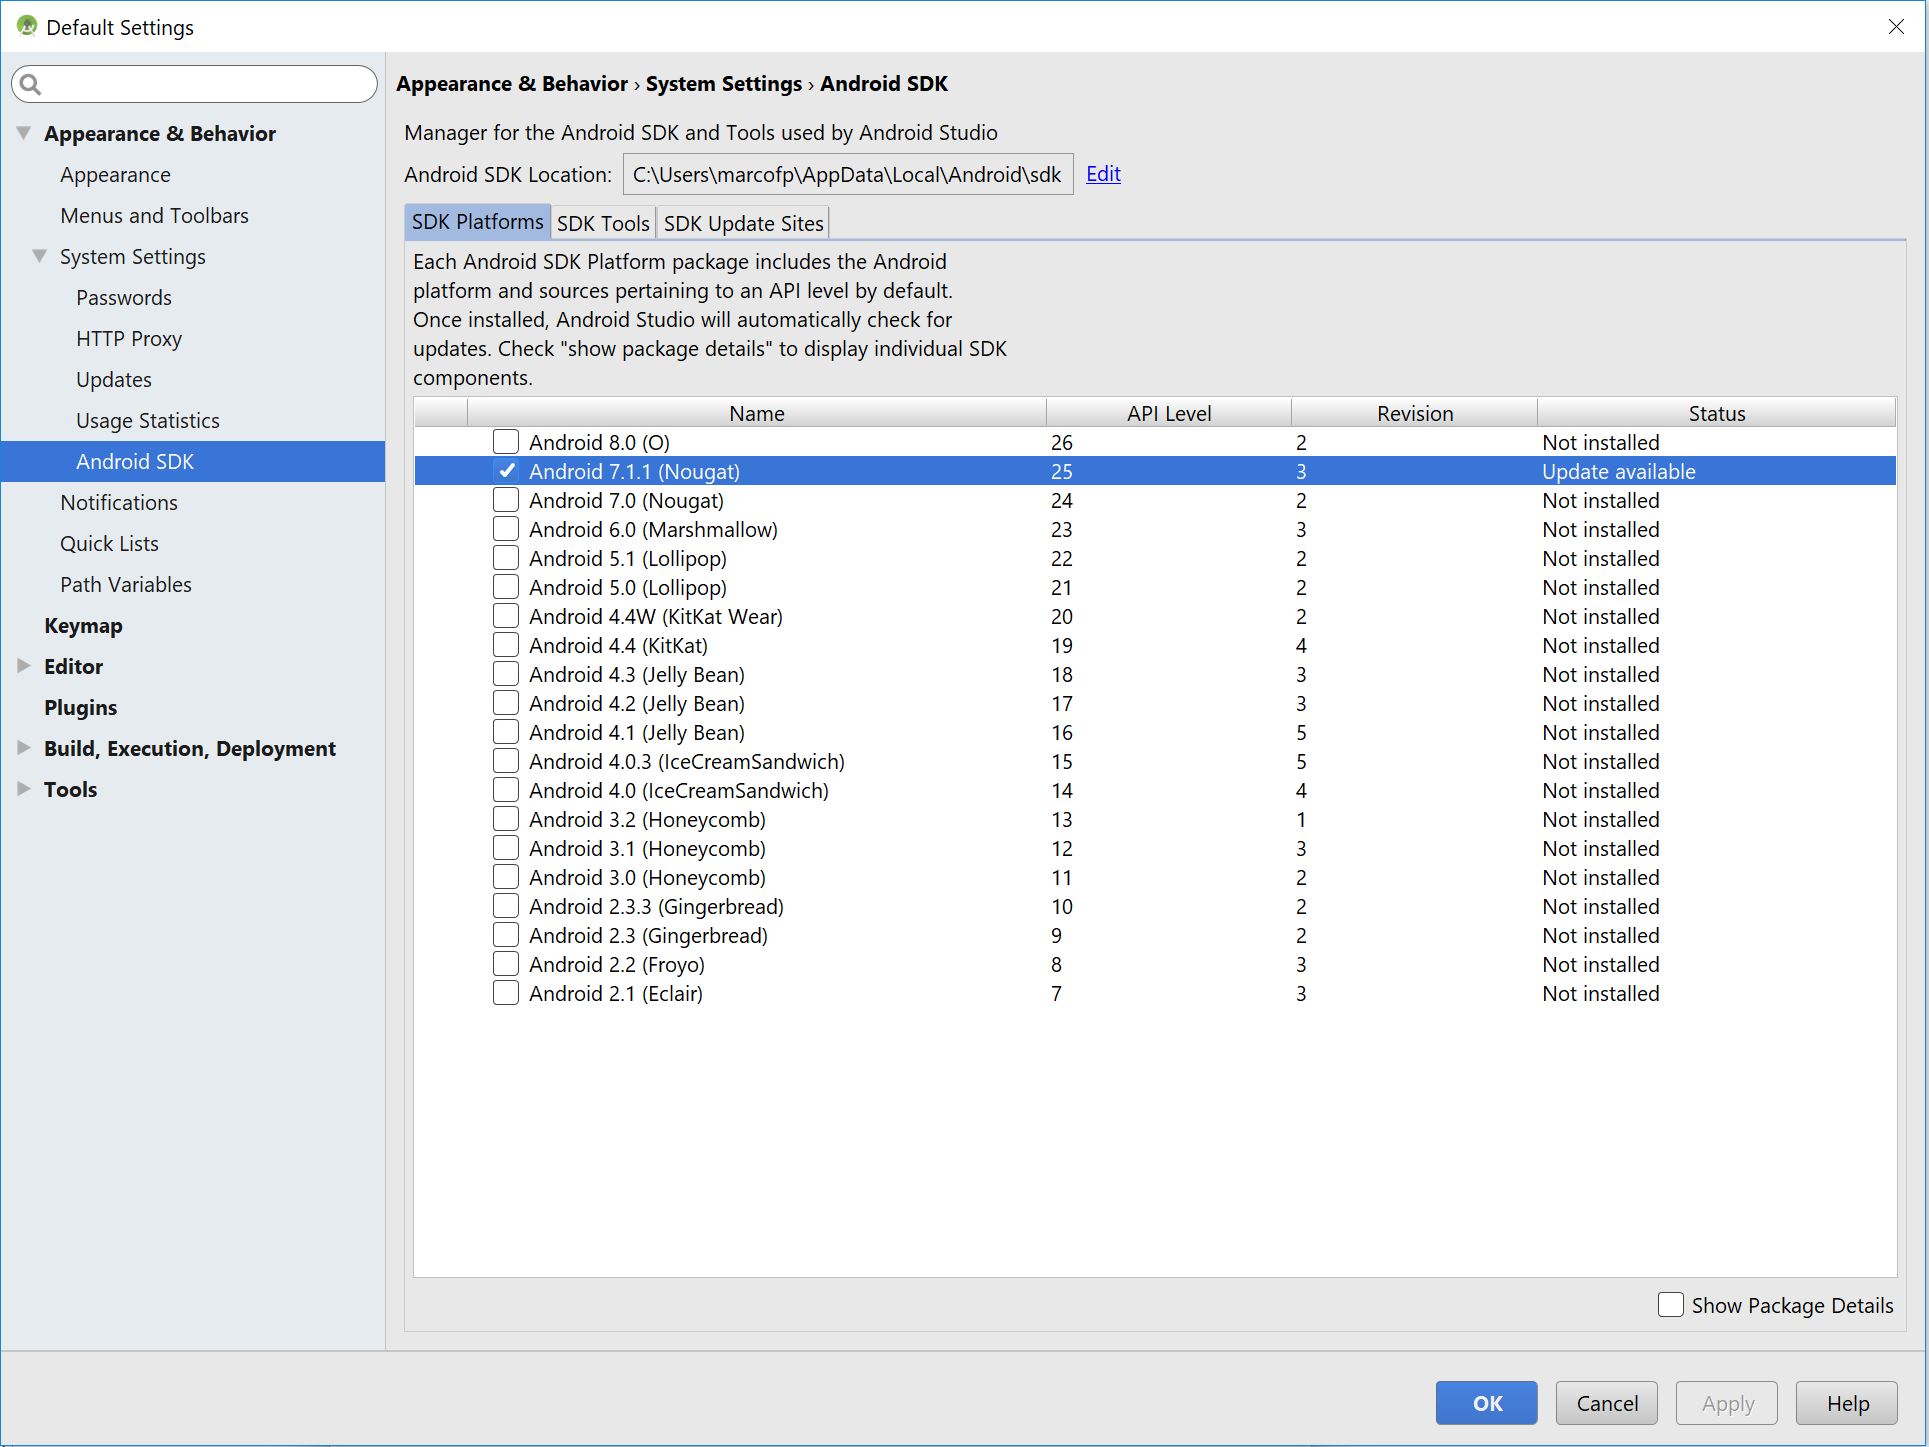 Default Settings
Appearance & Behavior
Appearance
Menus and Toolbars
System Settings
Passwords
HTTP Proxy
Updates
Usage Statistics
Android SDK
Notifications
Quick Lists
Path Variables
Keymap
Editor
Plugins
Build, Execution, Deployment
Tools
Appearance & Behavior › System Settings › Android SDK
Manager for the Android SDK and Tools used by Android Studio
Android SDK Location: C:\Users\marcofp\AppData\Local\Android\sdk Edit
SDK Platforms SDK Tools SDK Update Sites
Each Android SDK Platform package includes the Android
platform and sources pertaining to an API level by default.
Once installed, Android Studio will automatically check for
updates. Check "show package details" to display individual SDK
components.
Name API Level Revision Status
Android 8.0 (O) 26 2 Not installed
Android 7.1.1 (Nougat) 25 3 Update available
Android 7.0 (Nougat) 24 2 Not installed
Android 6.0 (Marshmallow) 23 3 Not installed
Android 5.1 (Lollipop) 22 2 Not installed
Android 5.0 (Lollipop) 21 2 Not installed
Android 4.4W (KitKat Wear) 20 2 Not installed
Android 4.4 (KitKat) 19 4 Not installed
Android 4.3 (Jelly Bean) 18 3 Not installed
Android 4.2 (Jelly Bean) 17 3 Not installed
Android 4.1 (Jelly Bean) 16 5 Not installed
Android 4.0.3 (IceCreamSandwich) 15 5 Not installed
Android 4.0 (IceCreamSandwich) 14 4 Not installed
Android 3.2 (Honeycomb) 13 1 Not installed
Android 3.1 (Honeycomb) 12 3 Not installed
Android 3.0 (Honeycomb) 11 2 Not installed
Android 2.3.3 (Gingerbread) 10 2 Not installed
Android 2.3 (Gingerbread) 9 2 Not installed
Android 2.2 (Froyo) 8 3 Not installed
Android 2.1 (Eclair) 7 3 Not installed
Show Package Details
OK Cancel Apply Help